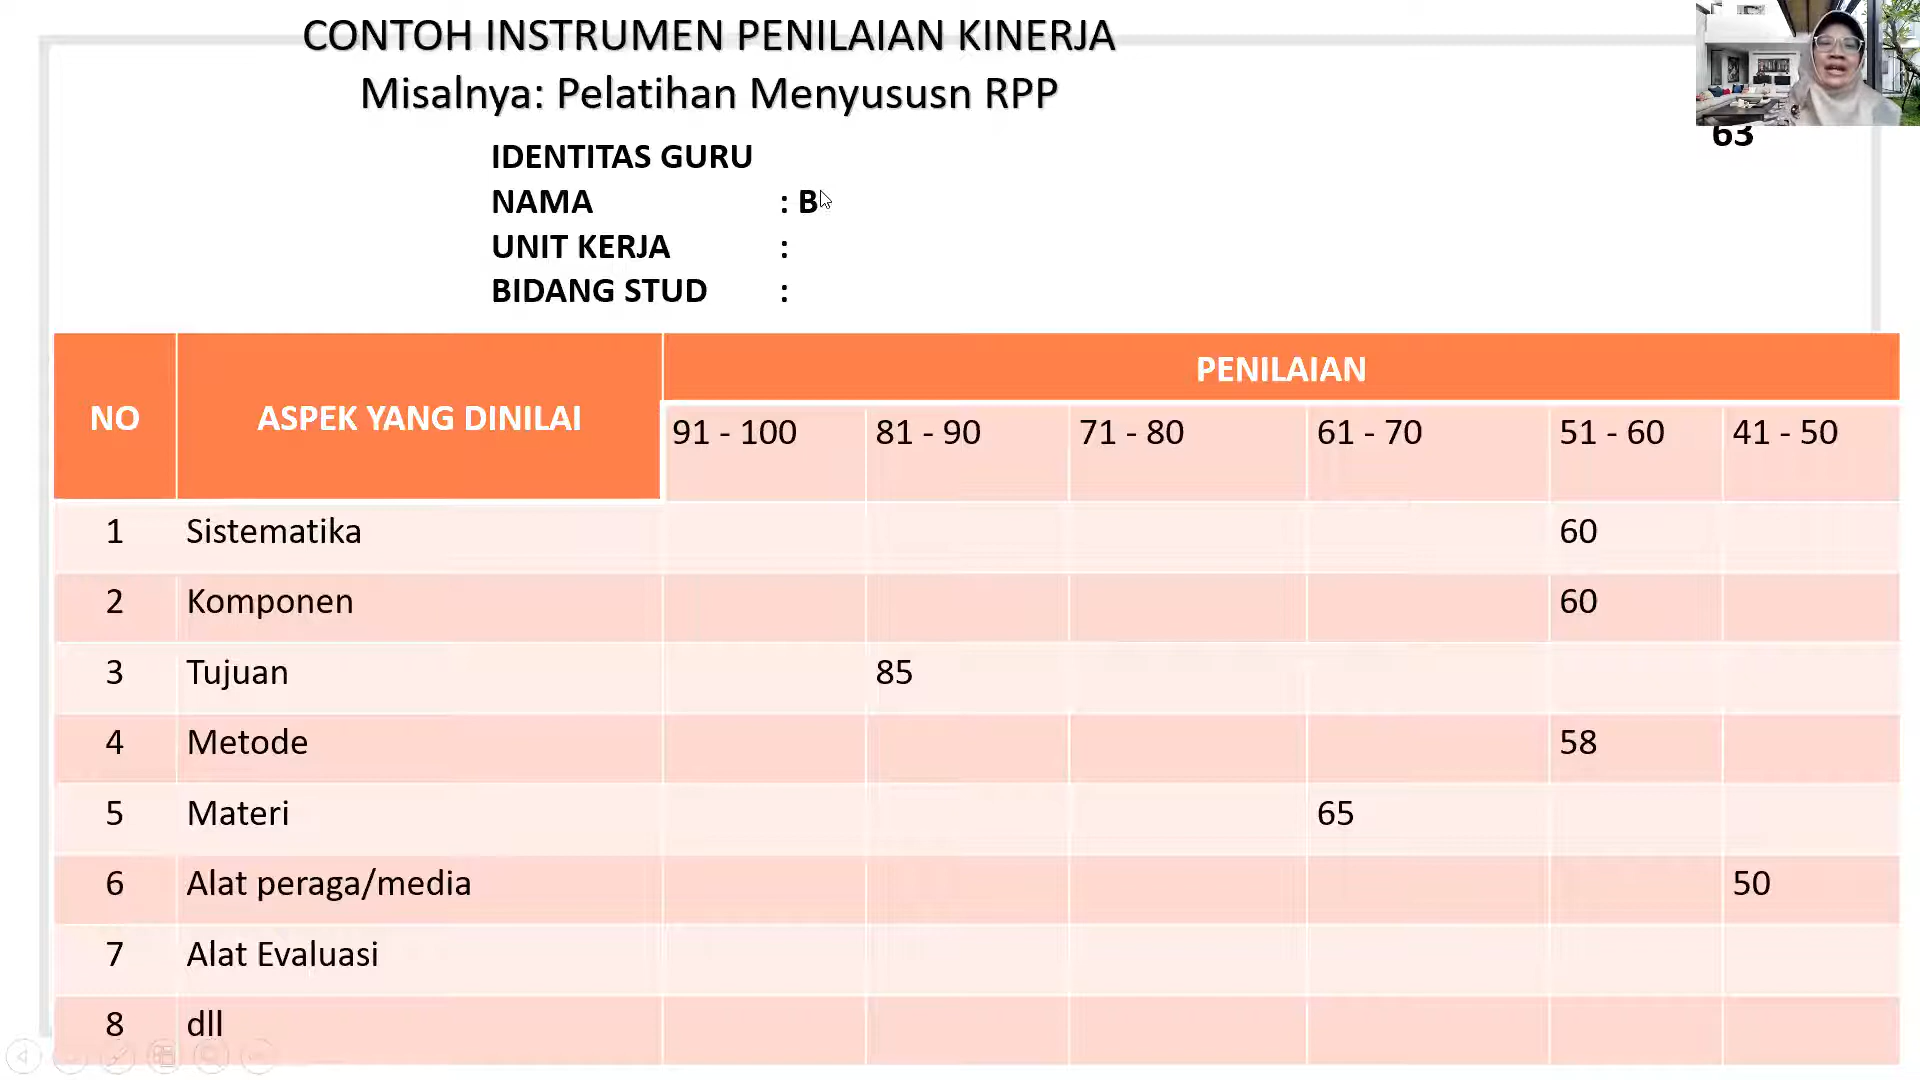 CONTOH INSTRUMEN PENILAIAN KINERJA
Misalnya: Pelatihan Menyususn RPP
63
IDENTITAS GURU
NAMA : B
UNIT KERJA :
BIDANG STUD :
NO ASPEK YANG DINILAI PENILAIAN
91 - 100 81 - 90 71 - 80 61 - 70 51 - 60 41 - 50
1 Sistematika 60
2 Komponen 60
3 Tujuan 85
4 Metode 58
5 Materi 65
6 Alat peraga/media 50
7 Alat Evaluasi
8 dll